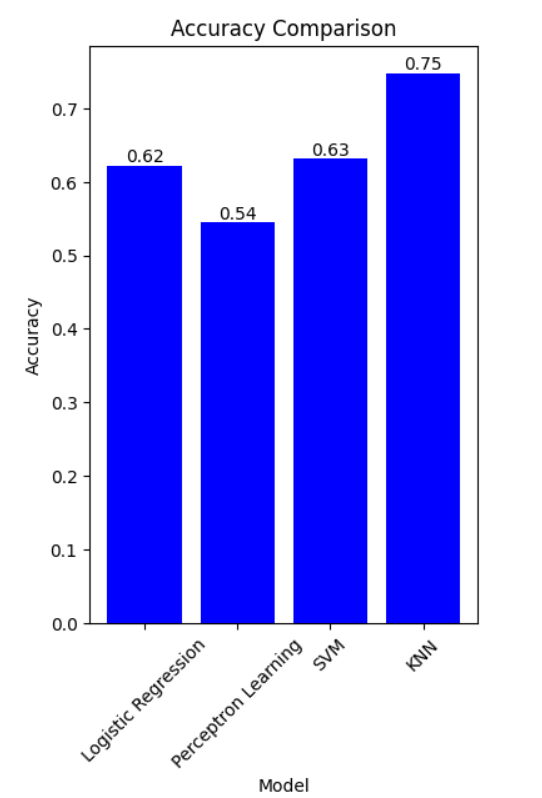 Accuracy Comparison
0.75
0.7
0.62
0.63
0.6
0.54
0.5
0.4
0.3
0.2
0.1
0.0
Accuracy
Logistic Regression
Perceptron Learning
SVM
KNN
Model